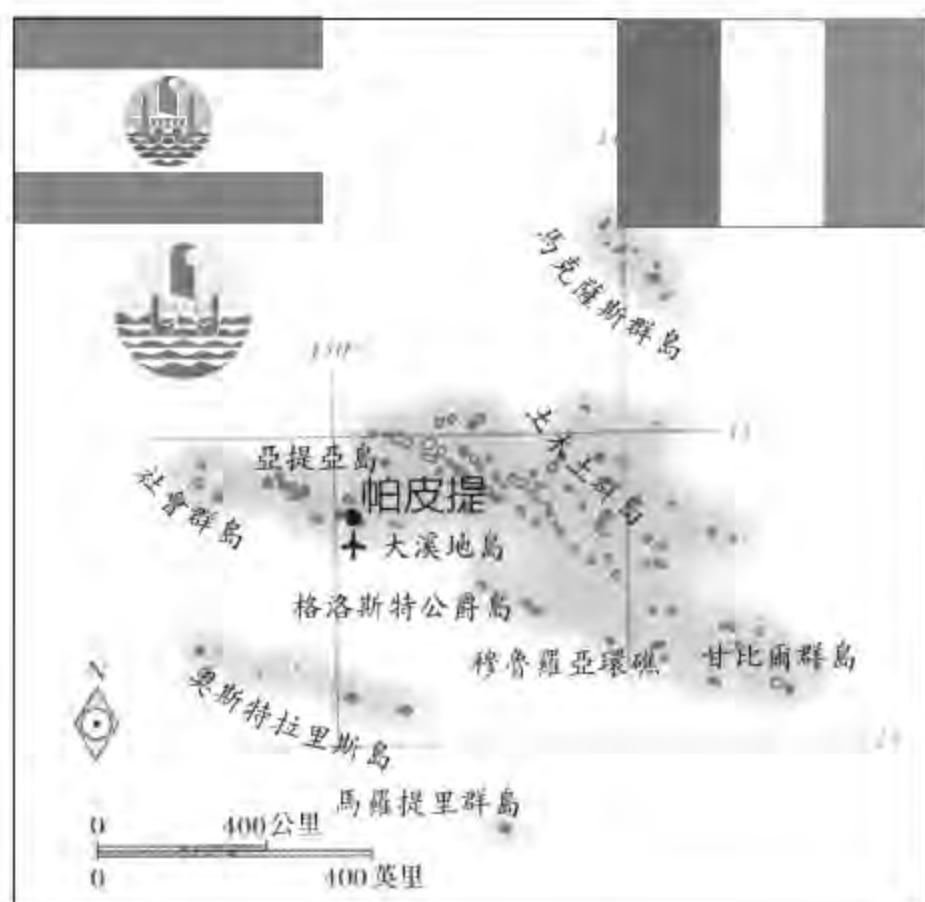 馬克薩斯群島
土木土群島
亞提亞島
社會群島
帕皮提
大溪地島
格洛斯特公爵島
穆魯羅亞環礁
甘比爾群島
奧斯特拉里斯島
馬羅提里群島
N
0 400公里
0 400英里